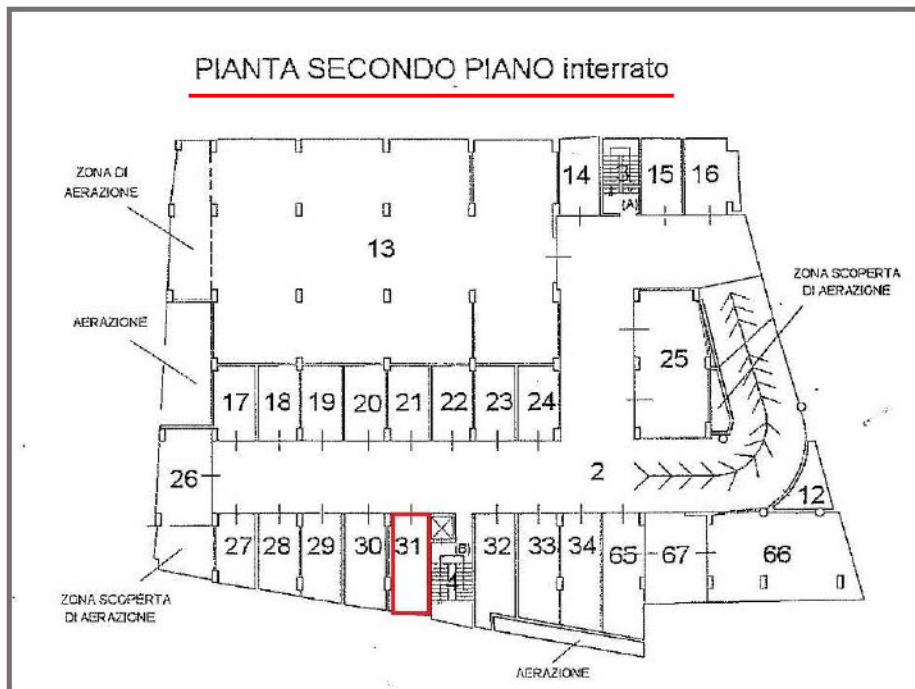 PIANTA SECONDO PIANO interrato
ZONA DI
AERAZIONE
14
3
15
16
(A)
13
ZONA SCOPERTA
DI AERAZIONE
AERAZIONE
25
17
18
19
20
21
22
23
24
26
2
12
27
28
29
30
31
(B)
4
32
33
34
65
67
66
ZONA SCOPERTA
DI AERAZIONE
AERAZIONE